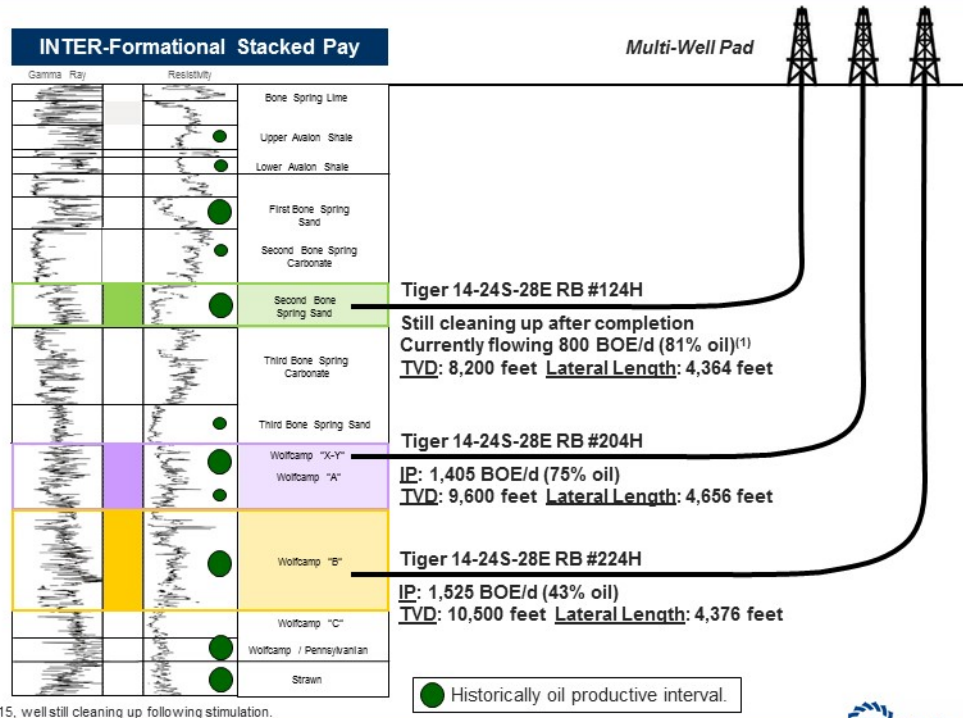 INTER-Formational Stacked Pay
Multi-Well Pad
Gamma Ray
Resistivity
Bone Spring Lime
Upper Avalon Shale
Lower Avalon Shale
First Bone Spring
Sand
Second Bone Spring
Carbonate
Second Bone
Spring Sand
Third Bone Spring
Carbonate
Third Bone Spring Sand
Wolfcamp "X-Y"
Wolfcamp "A"
Wolfcamp "B"
Wolfcamp "C"
Wolfcamp / Pennsylvanian
Strawn
Tiger 14-24S-28E RB #124H
Still cleaning up after completion
Currently flowing 800 BOE/d (81% oil)(1)
TVD: 8,200 feet Lateral Length: 4,364 feet
Tiger 14-24S-28E RB #204H
IP: 1,405 BOE/d (75% oil)
TVD: 9,600 feet Lateral Length: 4,656 feet
Tiger 14-24S-28E RB #224H
IP: 1,525 BOE/d (43% oil)
TVD: 10,500 feet Lateral Length: 4,376 feet
Historically oil productive interval.
15, well still cleaning up following stimulation.